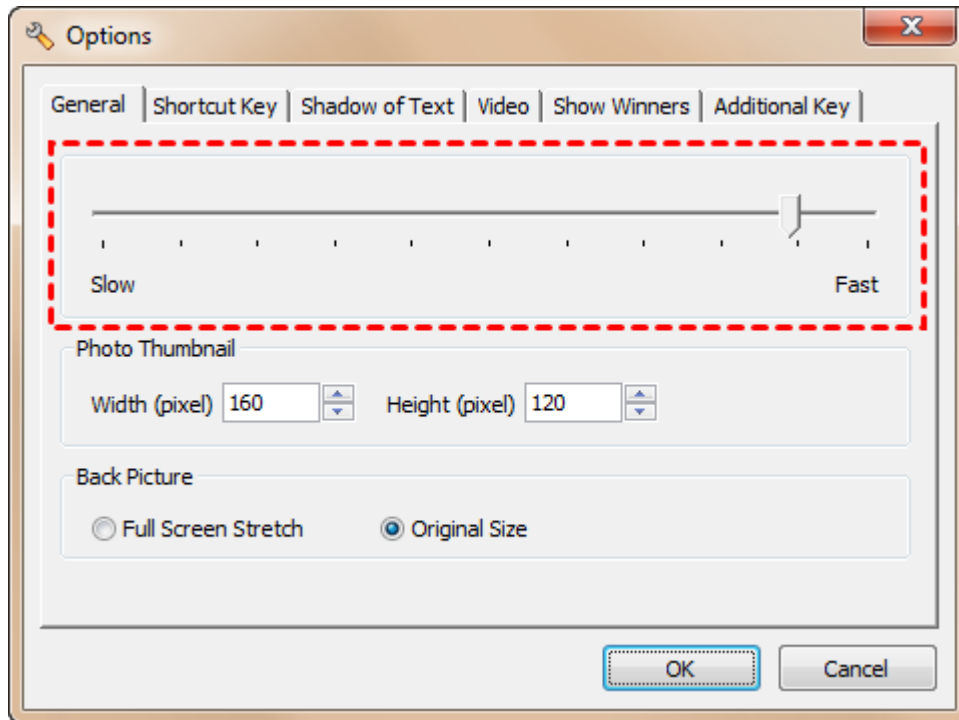 Options
General Shortcut Key Shadow of Text Video Show Winners Additional Key
Slow Fast
Photo Thumbnail
Width (pixel) 160 Height (pixel) 120
Back Picture
Full Screen Stretch Original Size
OK Cancel